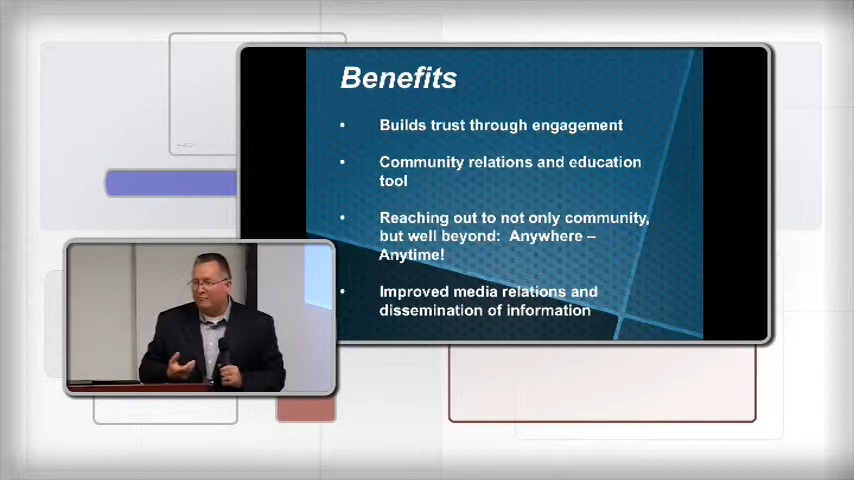 Benefits
• Builds trust through engagement
• Community relations and education
tool
• Reaching out to not only community,
but well beyond: Anywhere –
Anytime!
• Improved media relations and
dissemination of information